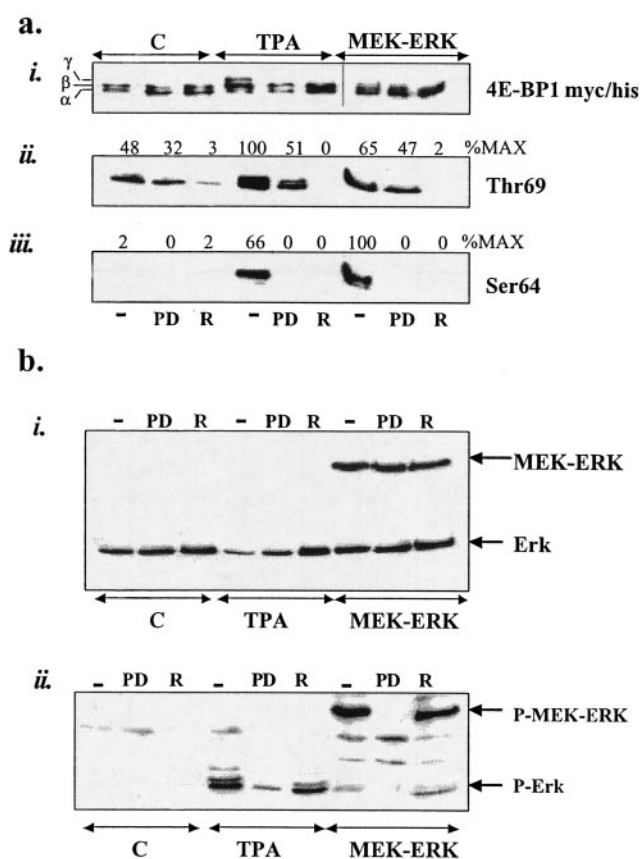 a.
C TPA MEK-ERK
i. γ
β
α 4E-BP1 myc/his
ii. 48 32 3 100 51 0 65 47 2 %MAX
Thr69
iii. 2 0 2 66 0 0 100 0 0 %MAX
Ser64
– PD R – PD R – PD R
b.
i. – PD R – PD R – PD R
MEK-ERK
Erk
C TPA MEK-ERK
ii. – PD R – PD R – PD R
P-MEK-ERK
P-Erk
C TPA MEK-ERK